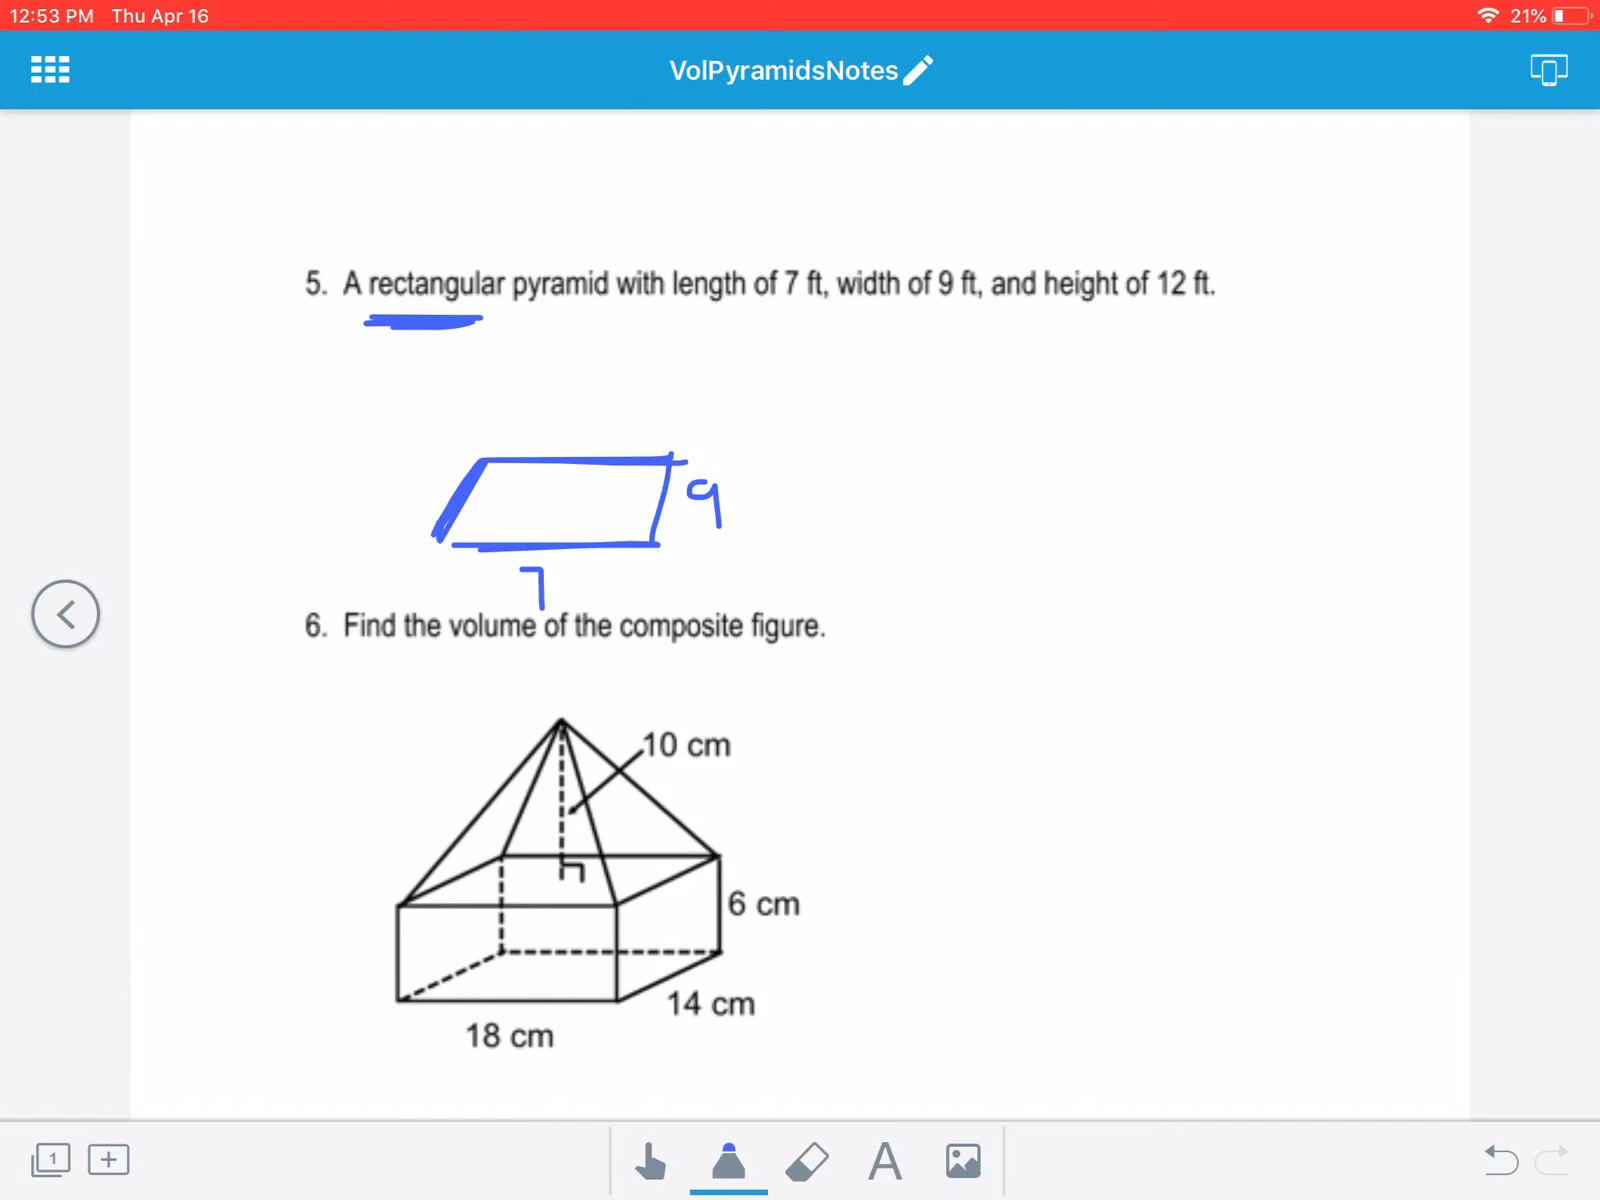 12:53 PM Thu Apr 16
21%
VolPyramidsNotes
5. A rectangular pyramid with length of 7 ft, width of 9 ft, and height of 12 ft.
9
7
6. Find the volume of the composite figure.
10 cm
6 cm
14 cm
18 cm
1
A